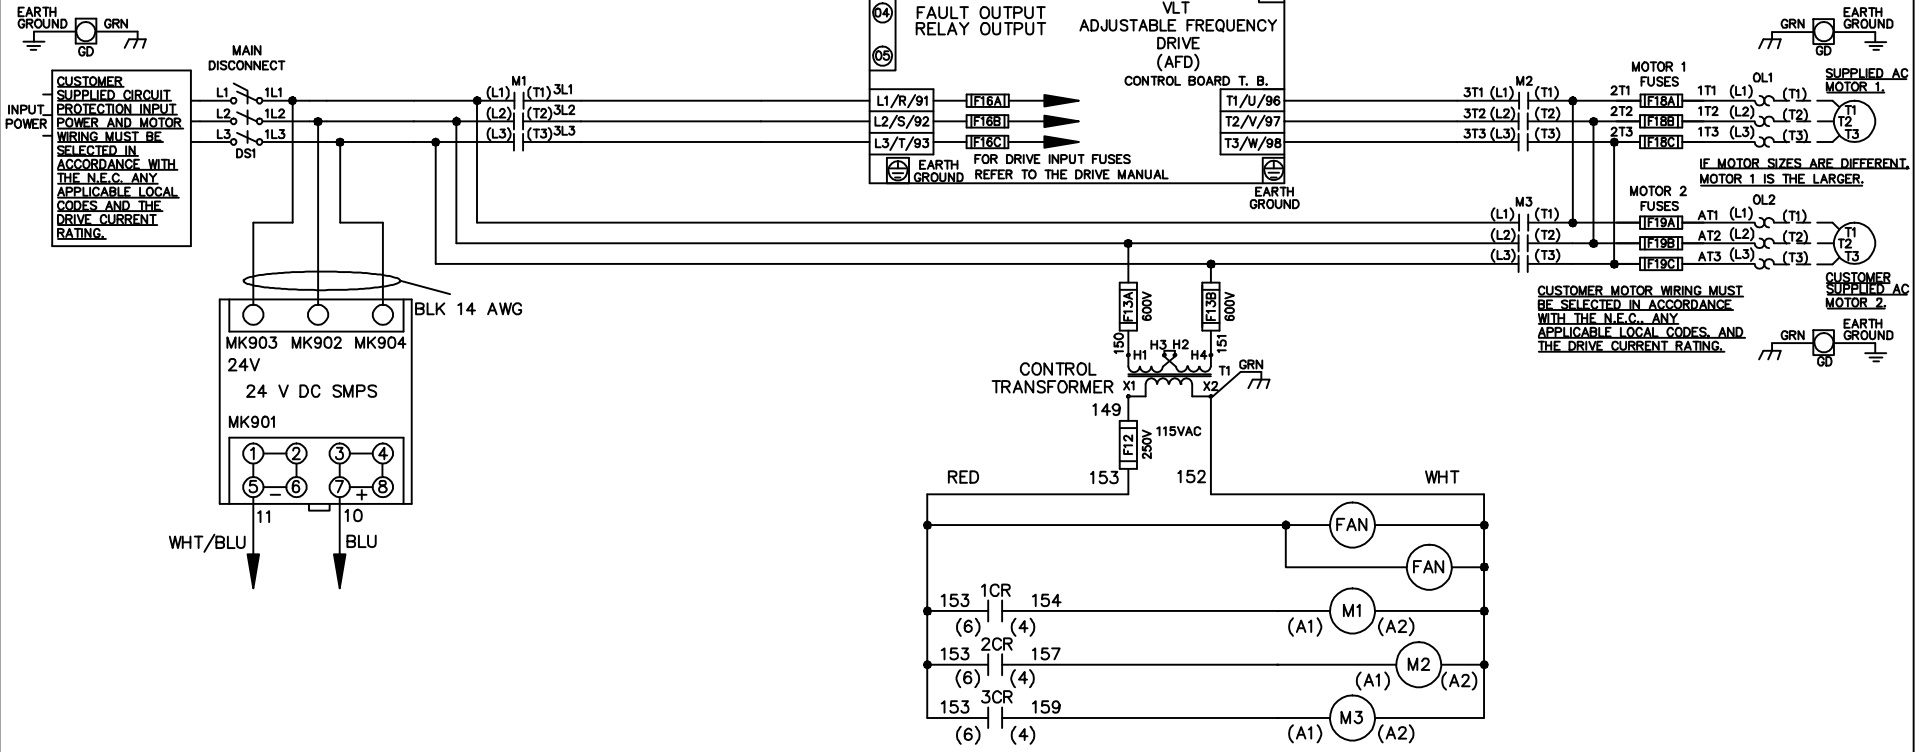 EARTH
GROUND
GRN
GD
04
FAULT OUTPUT
RELAY OUTPUT
05
VLT
ADJUSTABLE FREQUENCY
DRIVE
(AFD)
CONTROL BOARD T. B.
GRN
EARTH
GROUND
GD
INPUT
POWER
CUSTOMER
SUPPLIED CIRCUIT
PROTECTION INPUT
POWER AND MOTOR
WIRING MUST BE
SELECTED IN
ACCORDANCE WITH
THE N.E.C. ANY
APPLICABLE LOCAL
CODES AND THE
DRIVE CURRENT
RATING.
MAIN
DISCONNECT
L1 1L1
L2 1L2
L3 1L3
DS1
M1
(L1) (T1) 3L1
(L2) (T2) 3L2
(L3) (T3) 3L3
L1/R/91 F16A
L2/S/92 F16B
L3/T/93 F16C
EARTH
GROUND
FOR DRIVE INPUT FUSES
REFER TO THE DRIVE MANUAL
T1/U/96
T2/V/97
T3/W/98
EARTH
GROUND
M2
3T1 (L1) (T1)
3T2 (L2) (T2)
3T3 (L3) (T3)
MOTOR 1
FUSES
2T1 F18A 1T1 (L1) (T1)
2T2 F18B 1T2 (L2) (T2)
2T3 F18C 1T3 (L3) (T3)
OL1
SUPPLIED AC
MOTOR 1.
T1
T2
T3
IF MOTOR SIZES ARE DIFFERENT,
MOTOR 1 IS THE LARGER.
M3
(L1) (T1)
(L2) (T2)
(L3) (T3)
MOTOR 2
FUSES
F19A AT1 (L1) (T1)
F19B AT2 (L2) (T2)
F19C AT3 (L3) (T3)
OL2
T1
T2
T3
CUSTOMER
SUPPLIED AC
MOTOR 2.
CUSTOMER MOTOR WIRING MUST
BE SELECTED IN ACCORDANCE
WITH THE N.E.C., ANY
APPLICABLE LOCAL CODES, AND
THE DRIVE CURRENT RATING.
GRN
EARTH
GROUND
GD
BLK 14 AWG
MK903 MK902 MK904
24V
24 V DC SMPS
MK901
1 2 3 4
5 - 6 7 + 8
11 10
WHT/BLU BLU
F13A
600V
F13B
600V
150
151
H1 H3 H2 H4
CONTROL
TRANSFORMER
X1 X2 T1
GRN
149
F12
250V
115VAC
153
152
RED
WHT
FAN
FAN
153 1CR 154
(6) (4)
M1
(A1) (A2)
153 2CR 157
(6) (4)
M2
(A1) (A2)
153 3CR 159
(6) (4)
M3
(A1) (A2)